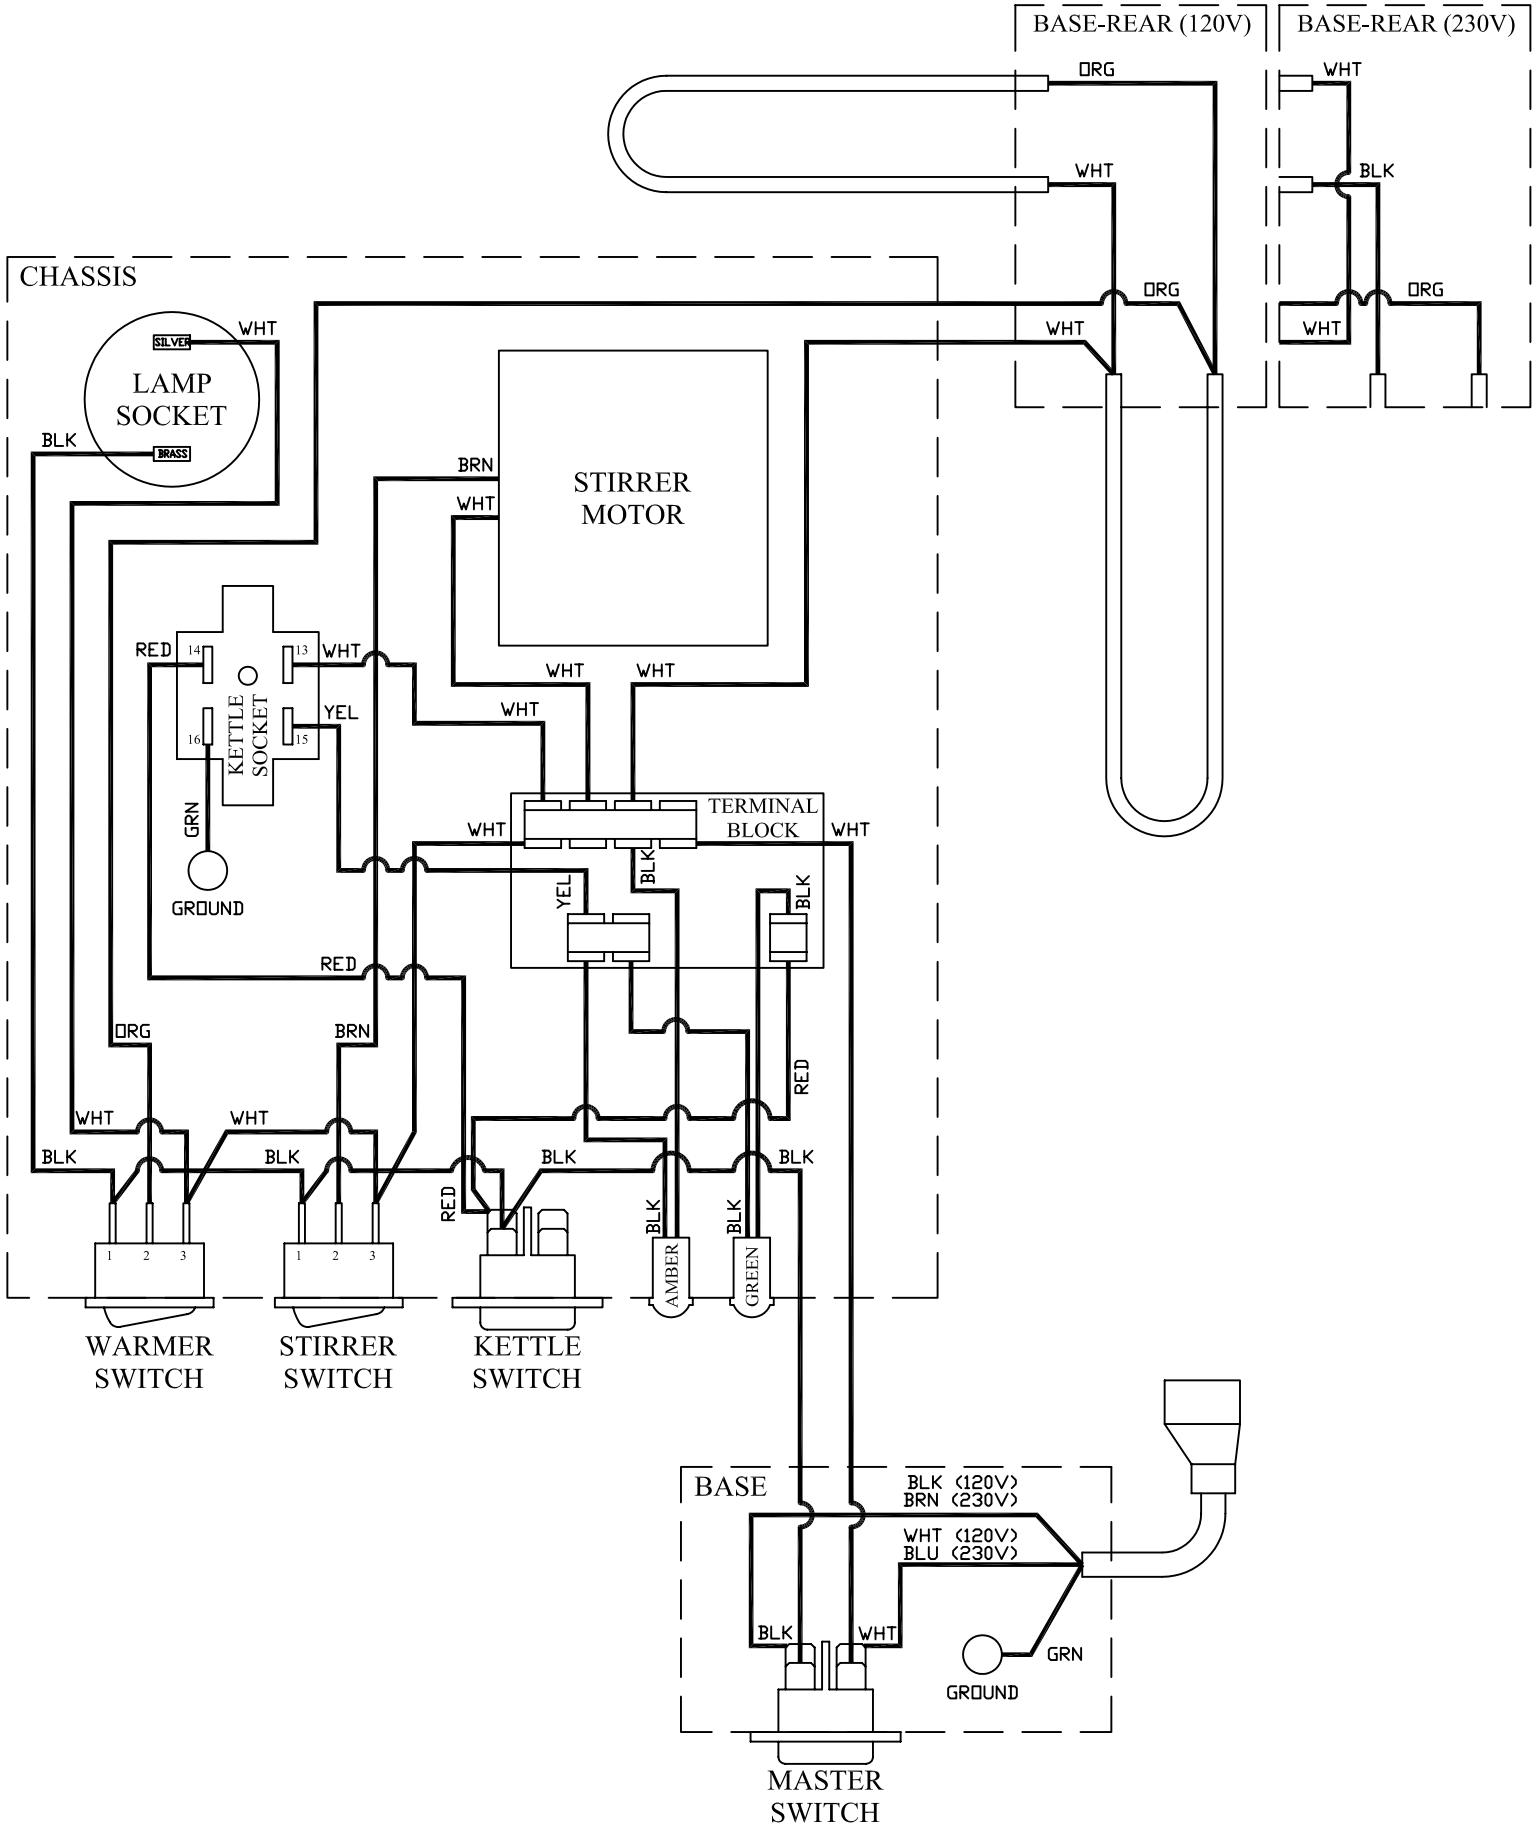 BASE-REAR (120V)
BASE-REAR (230V)
ORG
WHT
WHT
BLK
CHASSIS
ORG
ORG
WHT
WHT
WHT
SILVER
LAMP
SOCKET
BLK
BRASS
BRN
WHT
STIRRER
MOTOR
RED
14
13
WHT
WHT
WHT
KETTLE
SOCKET
YEL
WHT
16
15
GRN
TERMINAL
BLOCK
WHT
WHT
BLK
YEL
BLK
GROUND
RED
ORG
BRN
RED
WHT
WHT
BLK
BLK
BLK
BLK
RED
BLK
BLK
1
2
3
1
2
3
AMBER
GREEN
WARMER
SWITCH
STIRRER
SWITCH
KETTLE
SWITCH
BASE
BLK (120V)
BRN (230V)
WHT (120V)
BLU (230V)
BLK
WHT
GRN
GROUND
MASTER
SWITCH